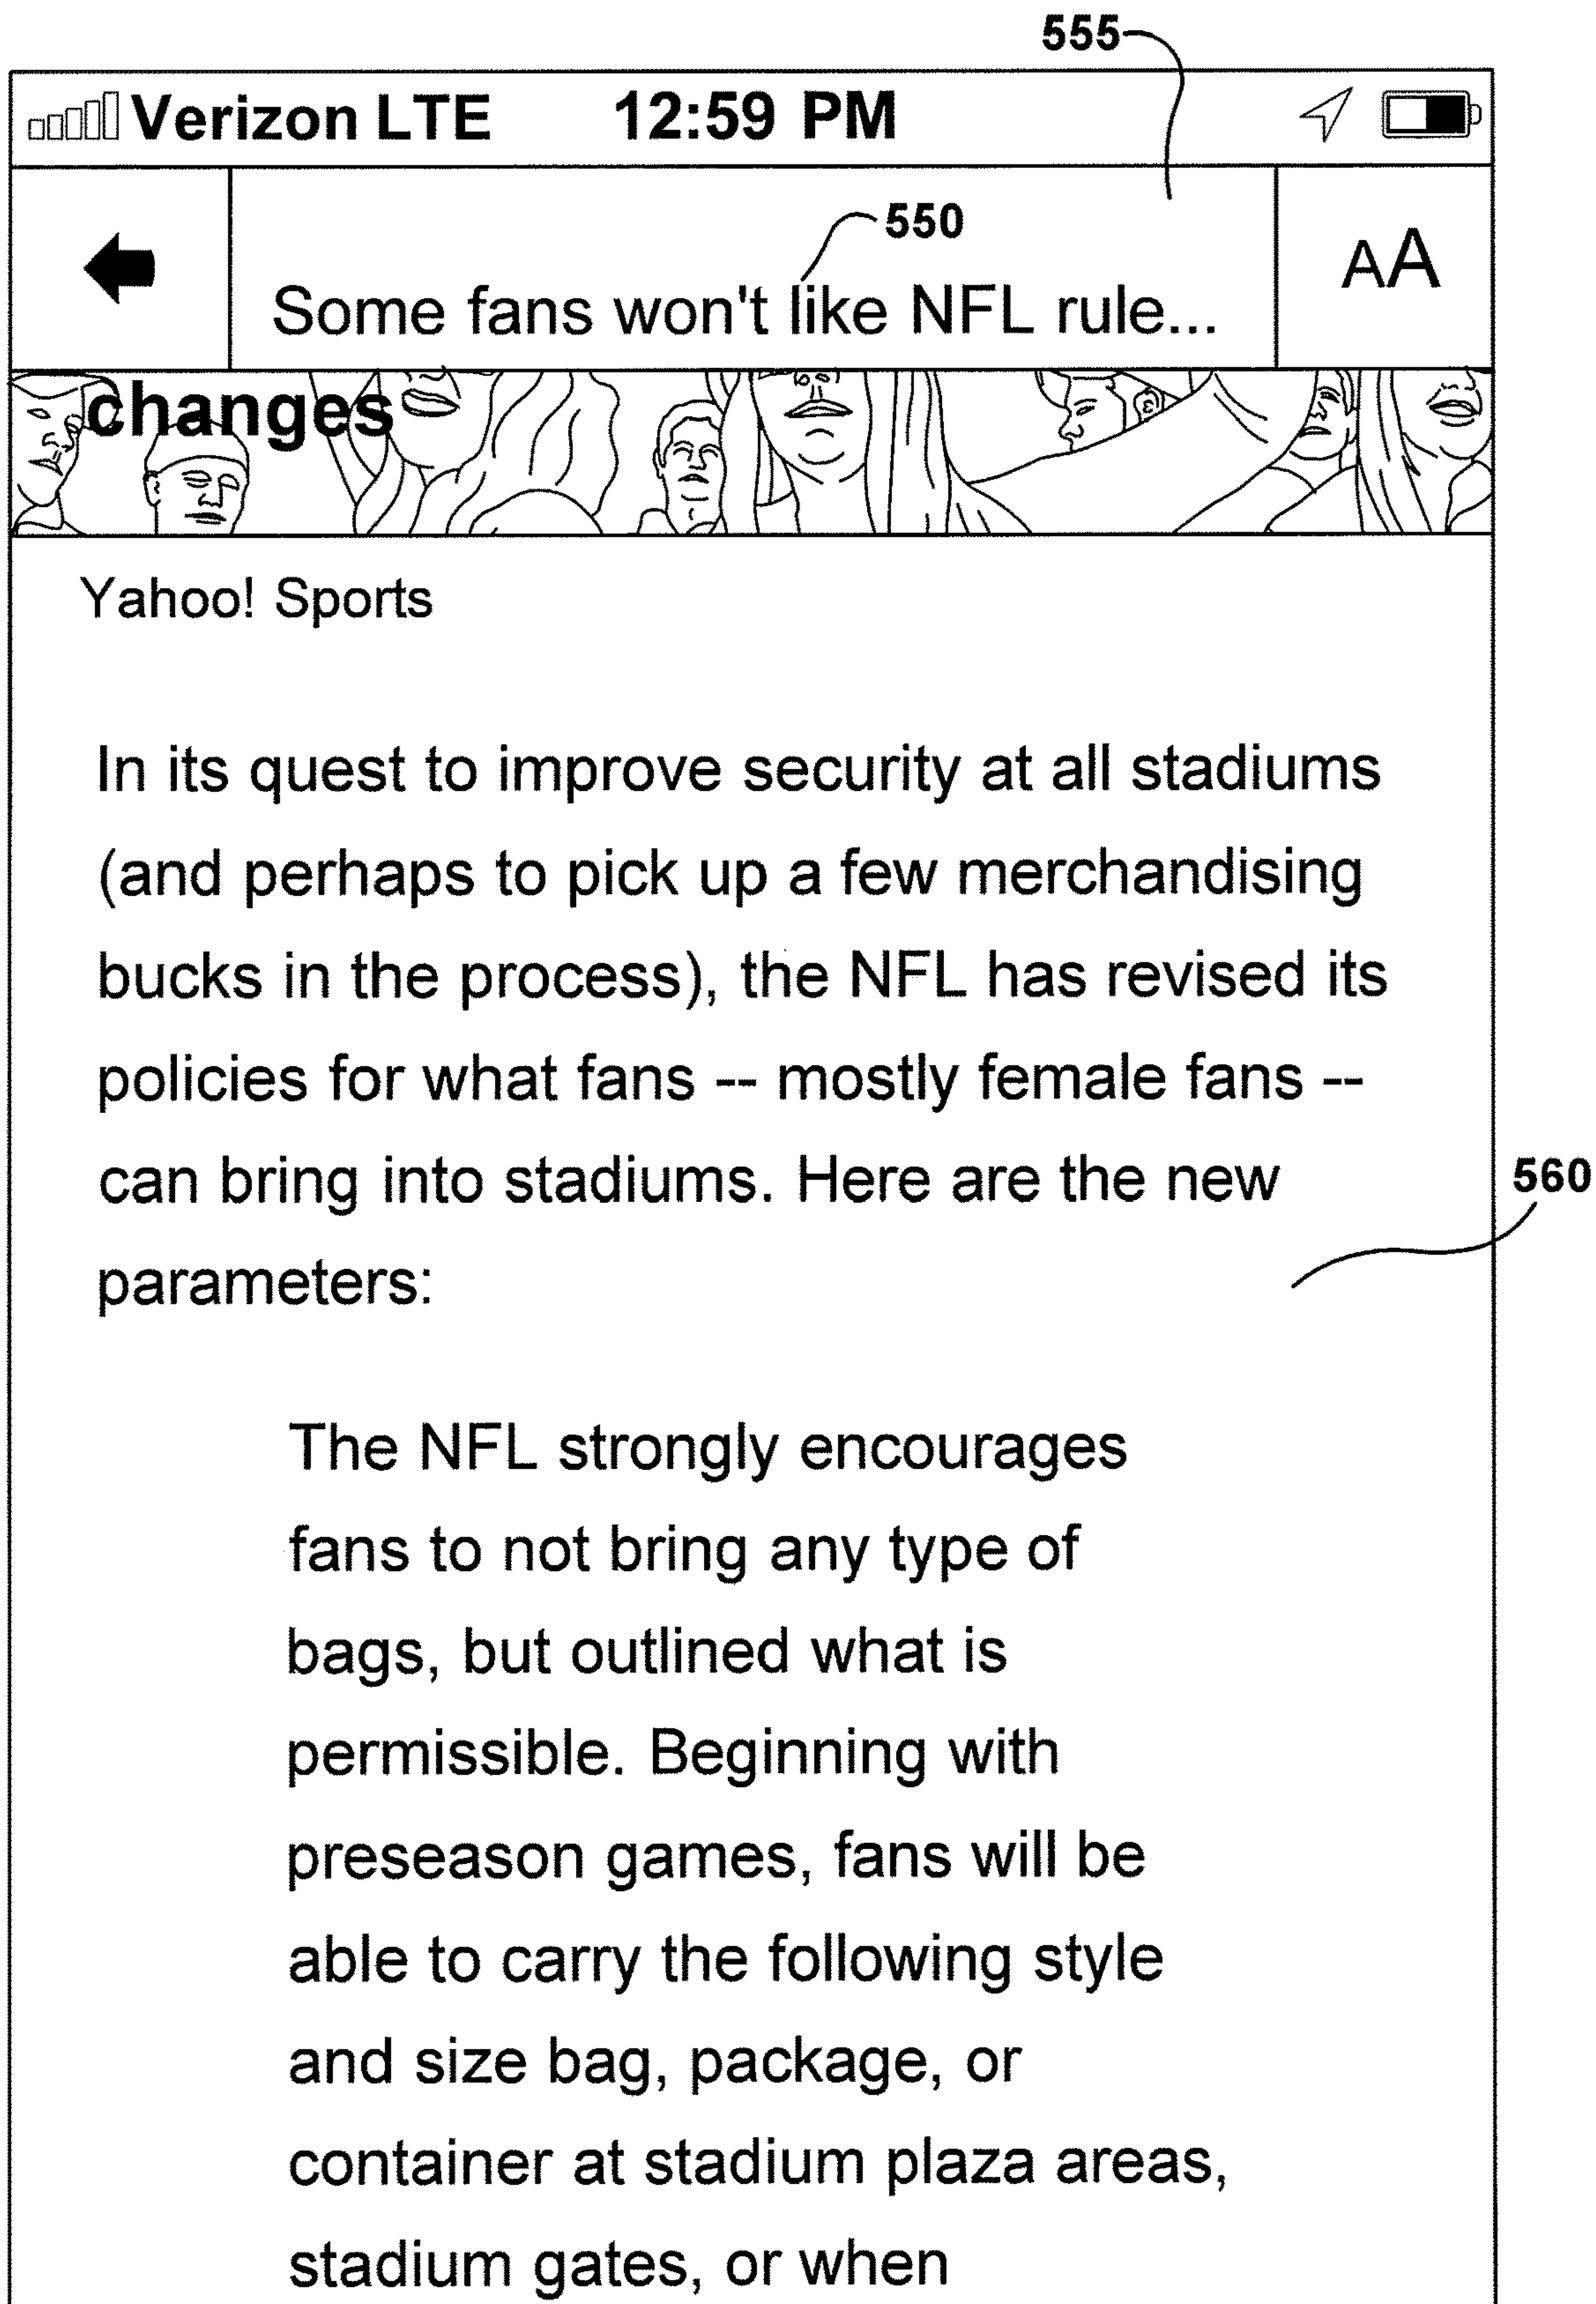 555
Verizon LTE 12:59 PM
550
Some fans won't like NFL rule...
AA
changes
Yahoo! Sports
In its quest to improve security at all stadiums
(and perhaps to pick up a few merchandising
bucks in the process), the NFL has revised its
policies for what fans -- mostly female fans --
can bring into stadiums. Here are the new
560
parameters:
The NFL strongly encourages
fans to not bring any type of
bags, but outlined what is
permissible. Beginning with
preseason games, fans will be
able to carry the following style
and size bag, package, or
container at stadium plaza areas,
stadium gates, or when